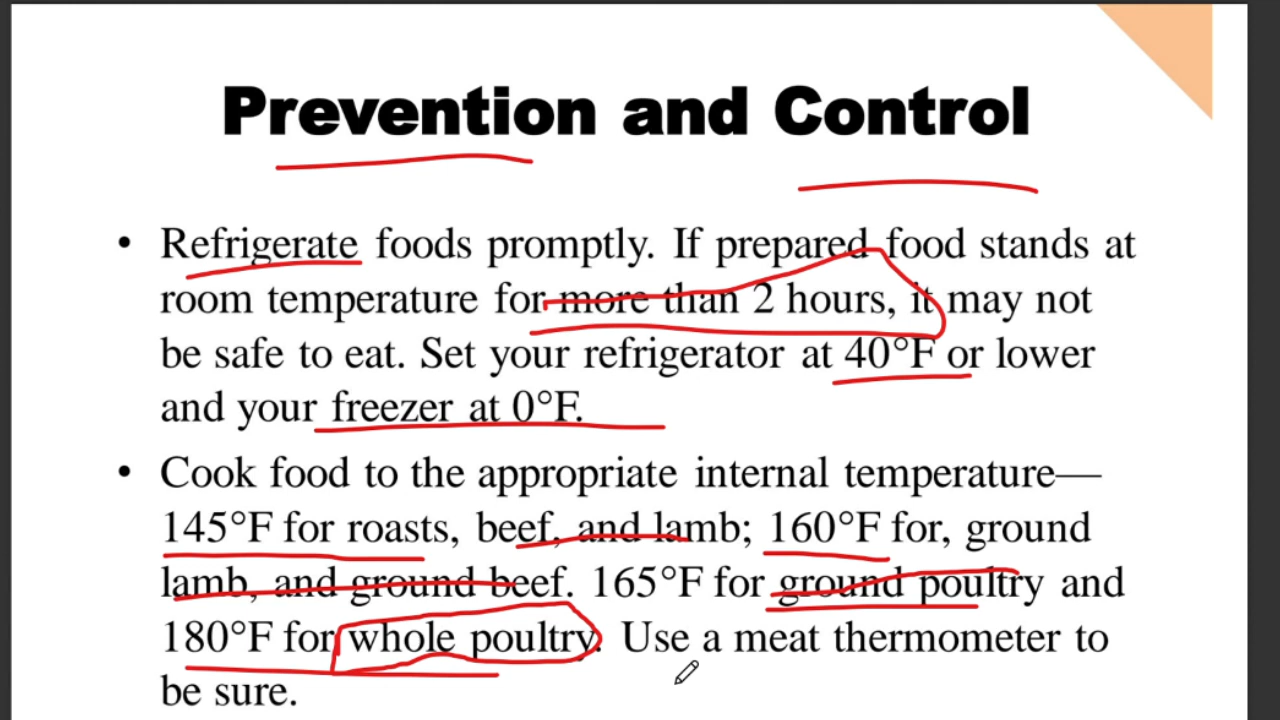 Prevention and Control
• Refrigerate foods promptly. If prepared food stands at
room temperature for more than 2 hours, it may not
be safe to eat. Set your refrigerator at 40°F or lower
and your freezer at 0°F.
• Cook food to the appropriate internal temperature—
145°F for roasts, beef, and lamb; 160°F for, ground
lamb, and ground beef. 165°F for ground poultry and
180°F for whole poultry. Use a meat thermometer to
be sure.